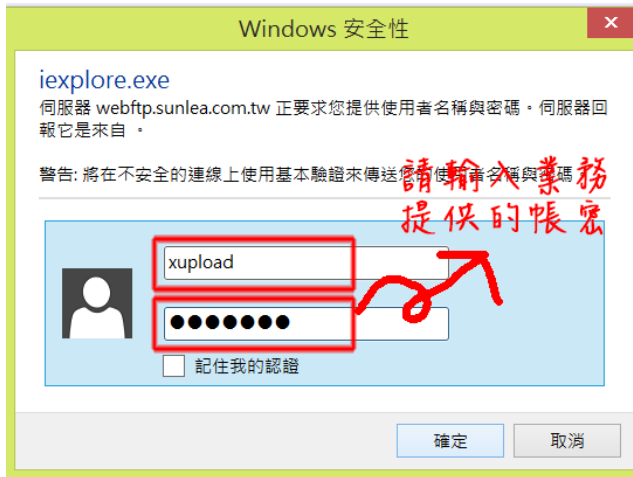 Windows 安全性
iexplore.exe
伺服器 webftp.sunlea.com.tw 正要求您提供使用者名稱與密碼。伺服器回
報它是來自 。
警告: 將在不安全的連線上使用基本驗證來傳送您的使用者名稱與密碼。
請輸入業務
提供的帳密
xupload
●●●●●●●
記住我的認證
確定
取消